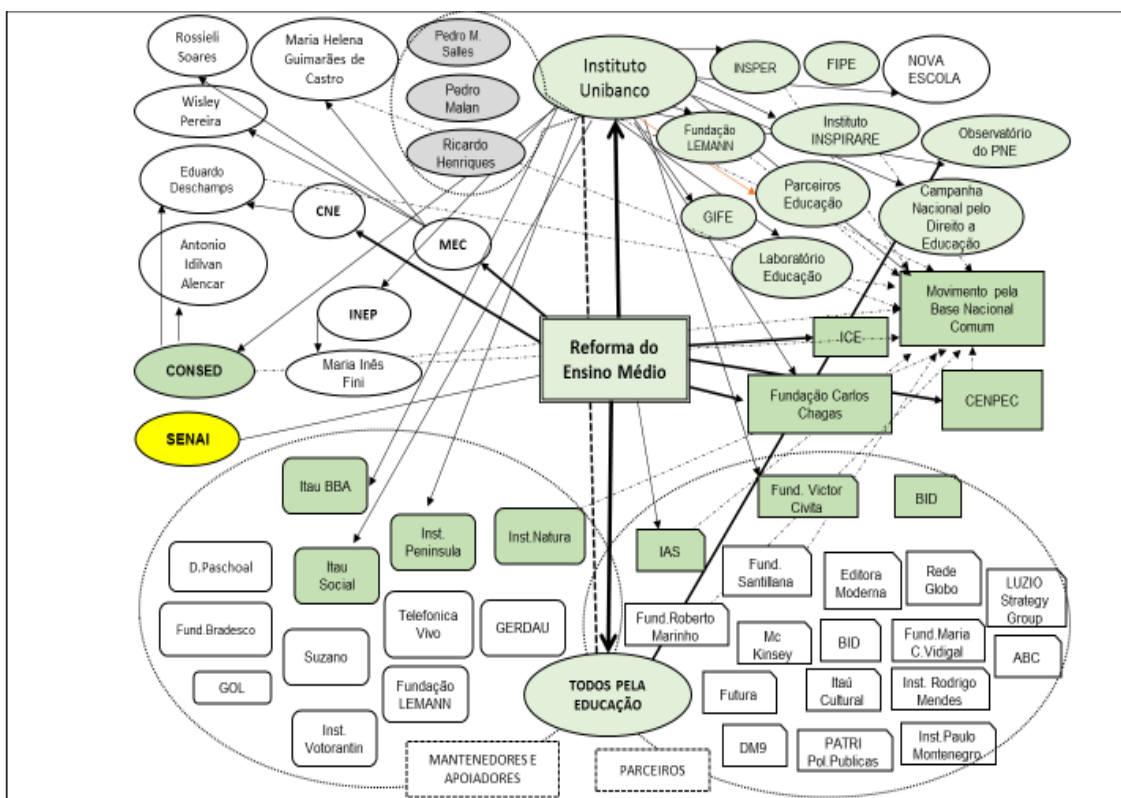 Rossieli
Soares
Maria Helena
Guimarães de
Castro
Pedro M.
Salles
Instituto
Unibanco
INSPER
FIPE
NOVA
ESCOLA
Wisley
Pereira
Pedro
Malan
Fundação
LEMANN
Instituto
INSPIRARE
Observatório
do PNE
Eduardo
Deschamps
Ricardo
Henriques
Parceiros
Educação
Campanha
Nacional pelo
Direito a
Educação
CNE
GIFE
MEC
Antonio
Idilvan
Alencar
Laboratório
Educação
Movimento pela
Base Nacional
Comum
INEP
Reforma do
Ensino Médio
ICE
CONSED
Maria Inês
Fini
Fundação Carlos
Chagas
CENPEC
SENAI
Itau BBA
Fund. Victor
Civita
BID
Inst.
Peninsula
Inst.Natura
IAS
D.Paschoal
Itau
Social
Fund.
Santillana
Editora
Moderna
Rede
Globo
LUZIO
Strategy
Group
Fund.Bradesco
Telefonica
Vivo
GERDAU
Fund.Roberto
Marinho
Mc
Kinsey
BID
Fund.Maria
C.Vidigal
ABC
Suzano
GOL
Fundação
LEMANN
TODOS PELA
EDUCAÇÃO
Futura
Itaú
Cultural
Inst. Rodrigo
Mendes
Inst.
Votorantin
DM9
PATRI
Pol.Publicas
Inst.Paulo
Montenegro
MANTENEDORES E
APOIADORES
PARCEIROS